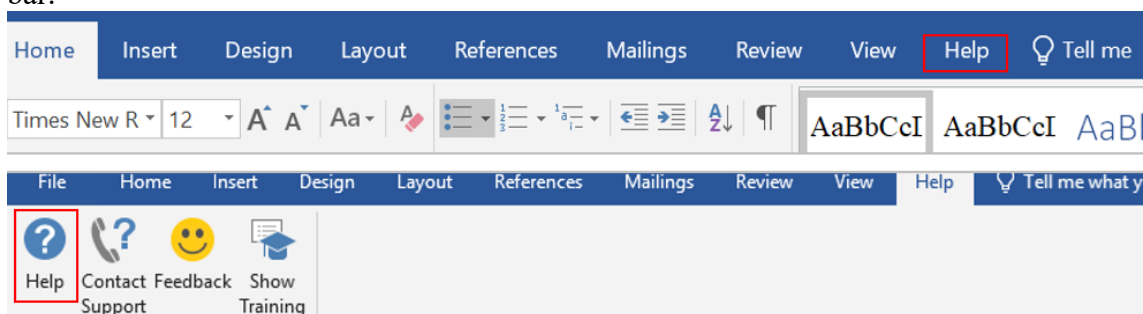 bar.
Home Insert Design Layout References Mailings Review View Help Tell me
Times New R 12 A A Aa A AZ ¶ AaBbCcI AaBbCcI AaBl
File Home Insert Design Layout References Mailings Review View Help Tell me what y
Help Contact Feedback Show
Support Training